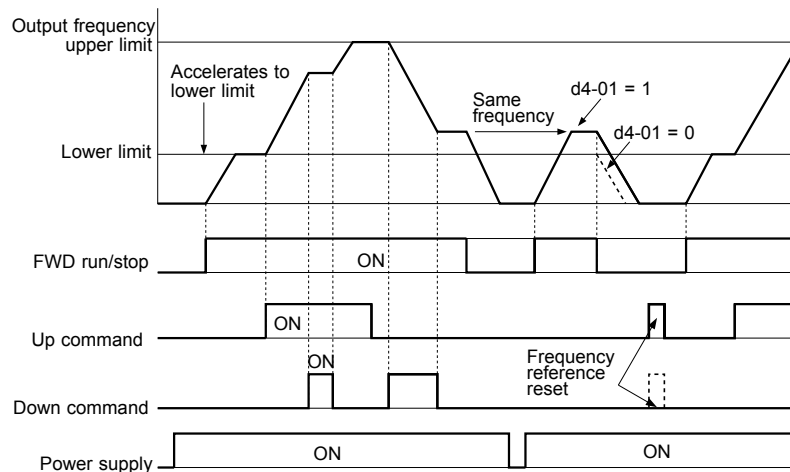 Output frequency
upper limit
Accelerates to
lower limit
Same
frequency
d4-01 = 1
d4-01 = 0
Lower limit
FWD run/stop
ON
Up command
ON
ON
Frequency
reference
reset
Down command
Power supply
ON
ON